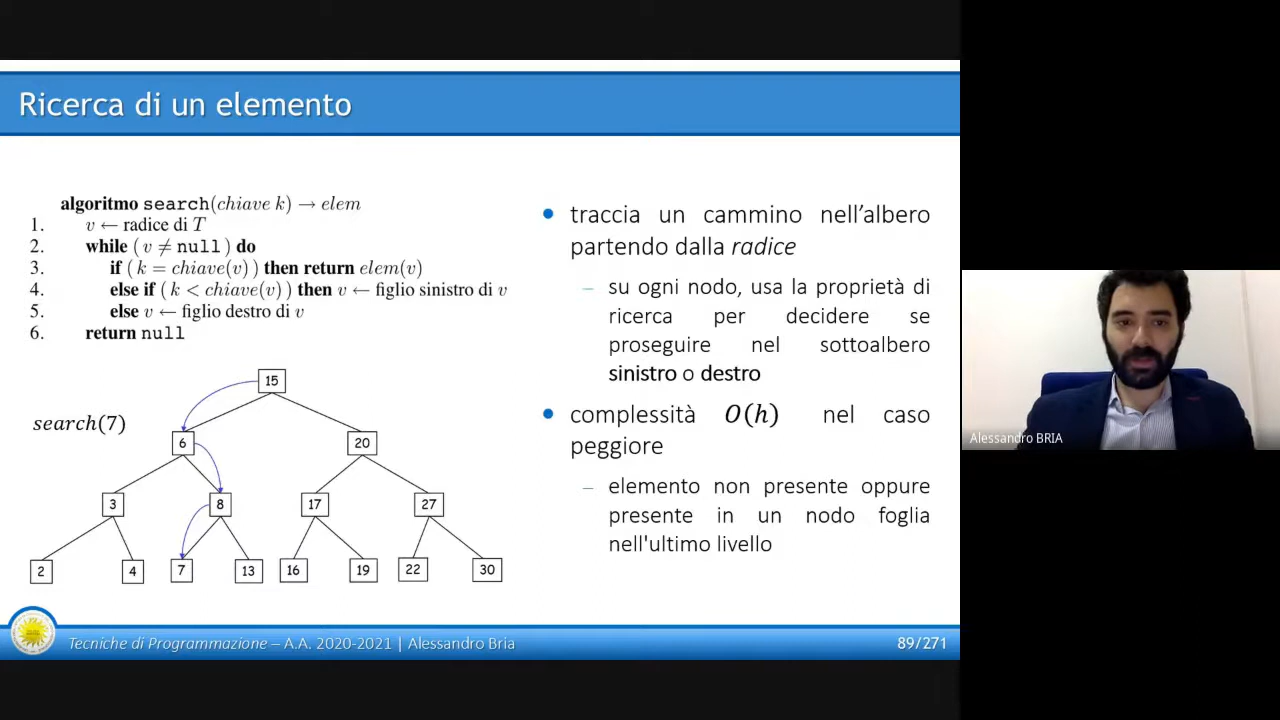 Ricerca di un elemento
algoritmo search(chiave k) → elem
1. v ← radice di T
2. while ( v ≠ null ) do
3. if ( k = chiave(v) ) then return elem(v)
4. else if ( k < chiave(v) ) then v ← figlio sinistro di v
5. else v ← figlio destro di v
6. return null
search(7)
15
6 20
3 8 17 27
2 4 7 13 16 19 22 30
• traccia un cammino nell'albero
partendo dalla radice
– su ogni nodo, usa la proprietà di
ricerca per decidere se
proseguire nel sottoalbero
sinistro o destro
• complessità O(h) nel caso
peggiore
– elemento non presente oppure
presente in un nodo foglia
nell'ultimo livello
Tecniche di Programmazione – A.A. 2020-2021 | Alessandro Bria
89/271
Alessandro BRIA